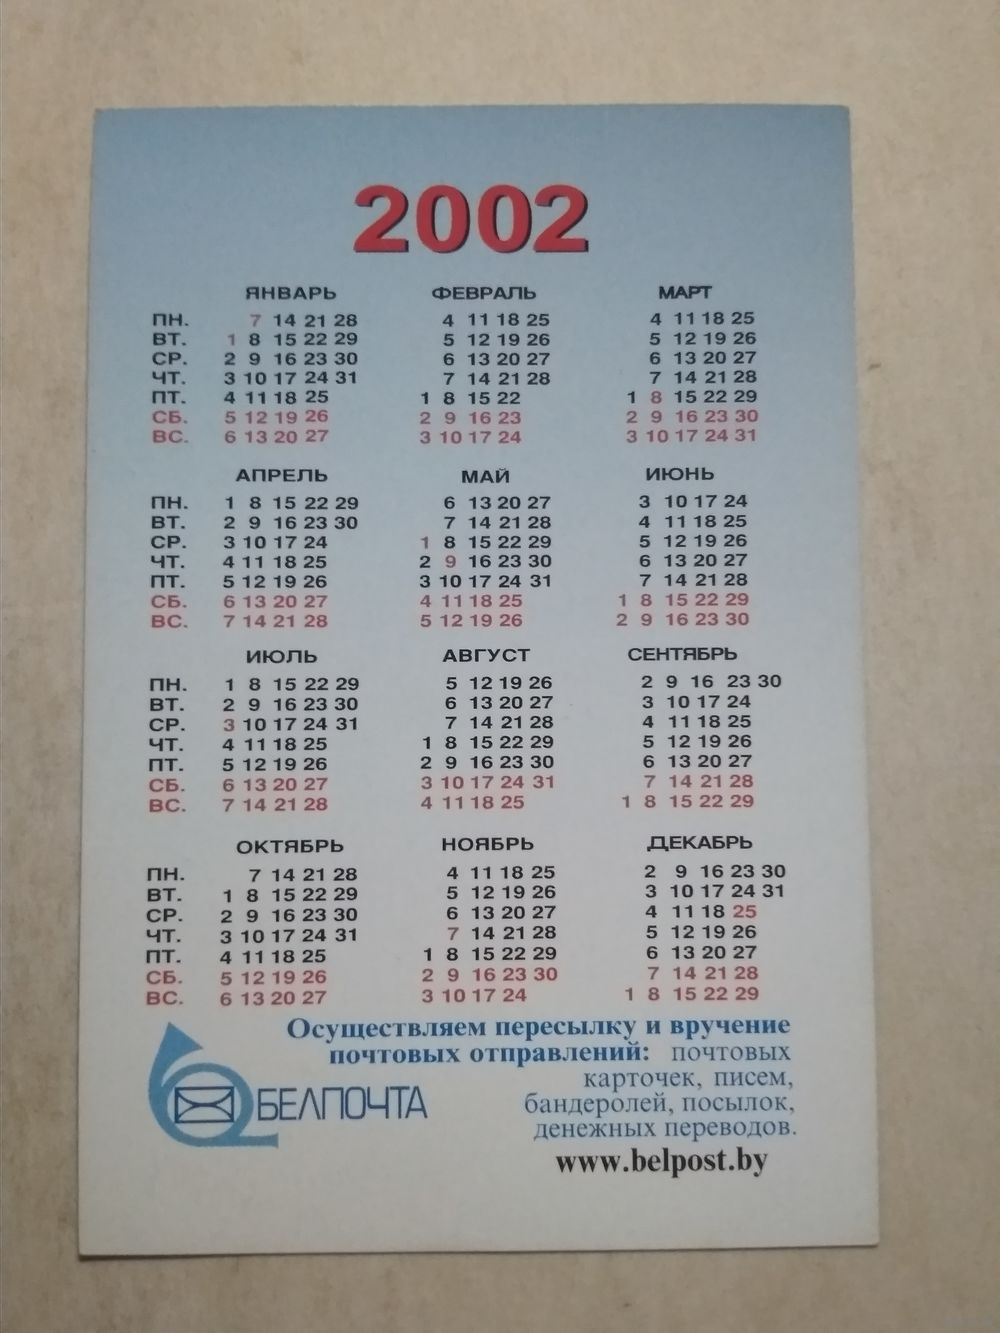 2002
ЯНВАРЬ ФЕВРАЛЬ МАРТ
ПН. 7 14 21 28 4 11 18 25 4 11 18 25
ВТ. 1 8 15 22 29 5 12 19 26 5 12 19 26
СР. 2 9 16 23 30 6 13 20 27 6 13 20 27
ЧТ. 3 10 17 24 31 7 14 21 28 7 14 21 28
ПТ. 4 11 18 25 1 8 15 22 1 8 15 22 29
СБ. 5 12 19 26 2 9 16 23 2 9 16 23 30
ВС. 6 13 20 27 3 10 17 24 3 10 17 24 31
АПРЕЛЬ МАЙ ИЮНЬ
ПН. 1 8 15 22 29 6 13 20 27 3 10 17 24
ВТ. 2 9 16 23 30 7 14 21 28 4 11 18 25
СР. 3 10 17 24 1 8 15 22 29 5 12 19 26
ЧТ. 4 11 18 25 2 9 16 23 30 6 13 20 27
ПТ. 5 12 19 26 3 10 17 24 31 7 14 21 28
СБ. 6 13 20 27 4 11 18 25 1 8 15 22 29
ВС. 7 14 21 28 5 12 19 26 2 9 16 23 30
ИЮЛЬ АВГУСТ СЕНТЯБРЬ
ПН. 1 8 15 22 29 5 12 19 26 2 9 16 23 30
ВТ. 2 9 16 23 30 6 13 20 27 3 10 17 24
СР. 3 10 17 24 31 7 14 21 28 4 11 18 25
ЧТ. 4 11 18 25 1 8 15 22 29 5 12 19 26
ПТ. 5 12 19 26 2 9 16 23 30 6 13 20 27
СБ. 6 13 20 27 3 10 17 24 31 7 14 21 28
ВС. 7 14 21 28 4 11 18 25 1 8 15 22 29
ОКТЯБРЬ НОЯБРЬ ДЕКАБРЬ
ПН. 7 14 21 28 4 11 18 25 2 9 16 23 30
ВТ. 1 8 15 22 29 5 12 19 26 3 10 17 24 31
СР. 2 9 16 23 30 6 13 20 27 4 11 18 25
ЧТ. 3 10 17 24 31 7 14 21 28 5 12 19 26
ПТ. 4 11 18 25 1 8 15 22 29 6 13 20 27
СБ. 5 12 19 26 2 9 16 23 30 7 14 21 28
ВС. 6 13 20 27 3 10 17 24 1 8 15 22 29
Осуществляем пересылку и вручение
почтовых отправлений: почтовых
карточек, писем,
бандеролей, посылок,
денежных переводов.
БЕЛПОЧТА
www.belpost.by